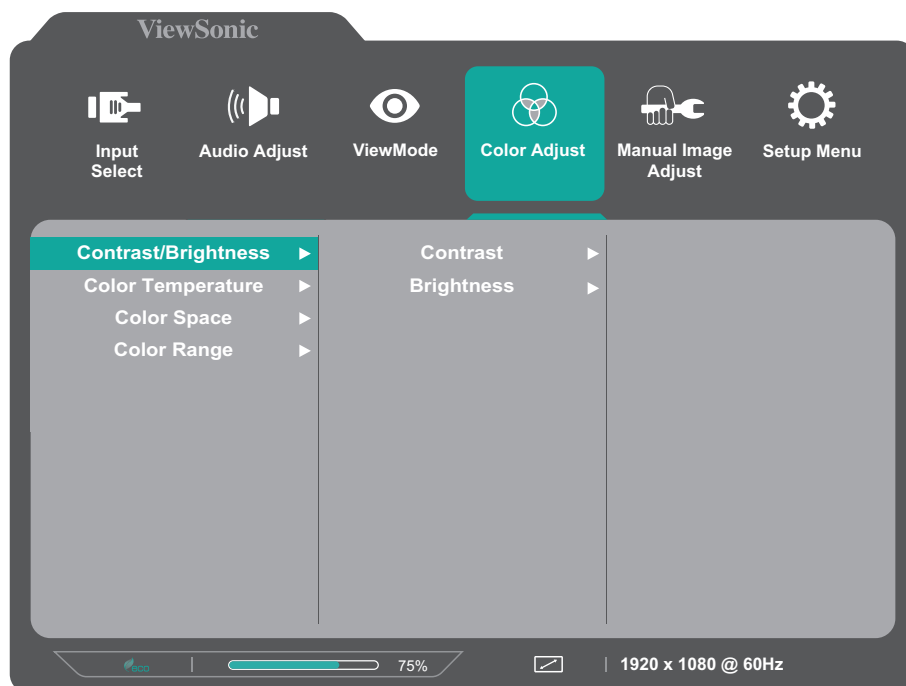 ViewSonic
Input
Select
Audio Adjust
ViewMode
Color Adjust
Manual Image
Adjust
Setup Menu
Contrast/Brightness
Color Temperature
Color Space
Color Range
Contrast
Brightness
ECO
75%
1920 x 1080 @ 60Hz